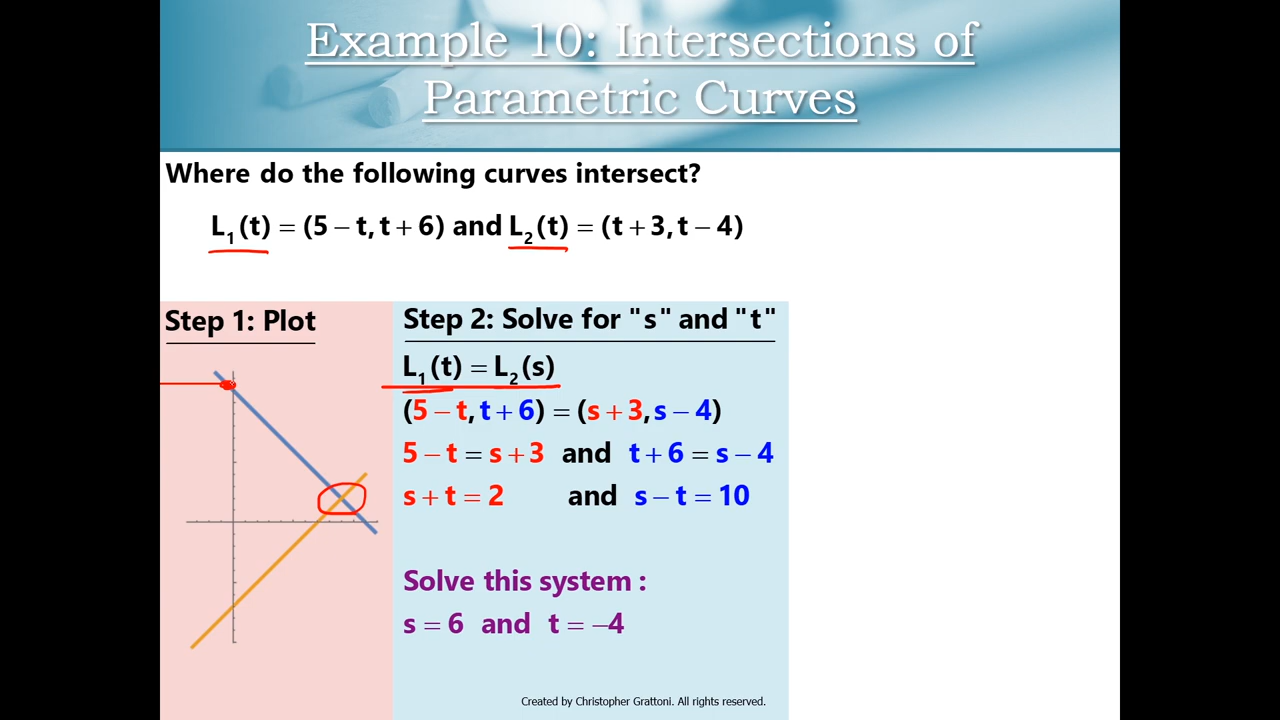 Example 10: Intersections of
Parametric Curves
Where do the following curves intersect?
L₁(t) = (5 − t, t + 6) and L₂(t) = (t + 3, t − 4)
Step 1: Plot
Step 2: Solve for "s" and "t"
L₁(t) = L₂(s)
(5 − t, t + 6) = (s + 3, s − 4)
5 − t = s + 3 and t + 6 = s − 4
s + t = 2 and s − t = 10
Solve this system :
s = 6 and t = −4
Created by Christopher Grattoni. All rights reserved.